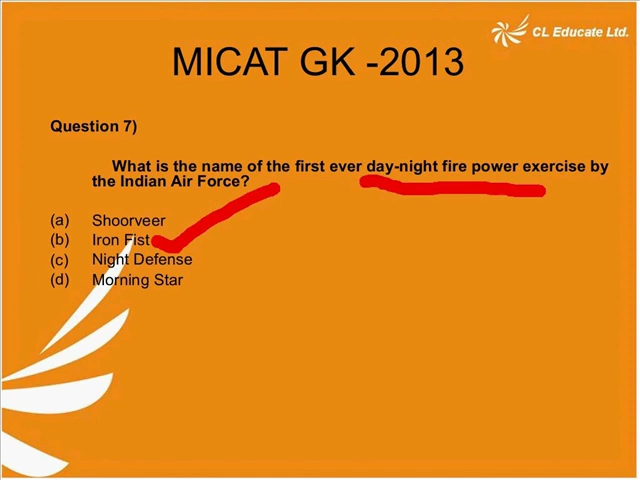 CL Educate Ltd.
MICAT GK -2013
Question 7)
What is the name of the first ever day-night fire power exercise by
the Indian Air Force?
(a) Shoorveer
(b) Iron Fist
(c) Night Defense
(d) Morning Star